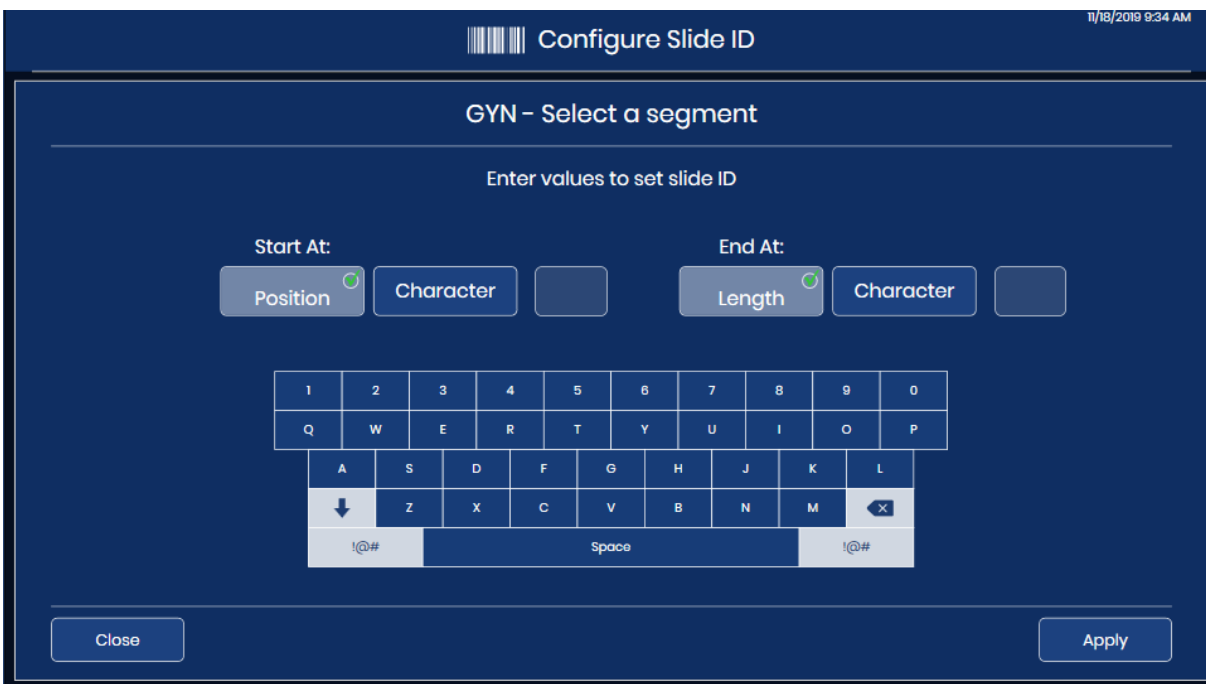 11/18/2019 9:34 AM
Configure Slide ID
GYN - Select a segment
Enter values to set slide ID
Start At: End At:
Position Character Length Character
1 2 3 4 5 6 7 8 9 0
Q W E R T Y U I O P
A S D F G H J K L
Z X C V B N M
!@# Space !@#
Close Apply